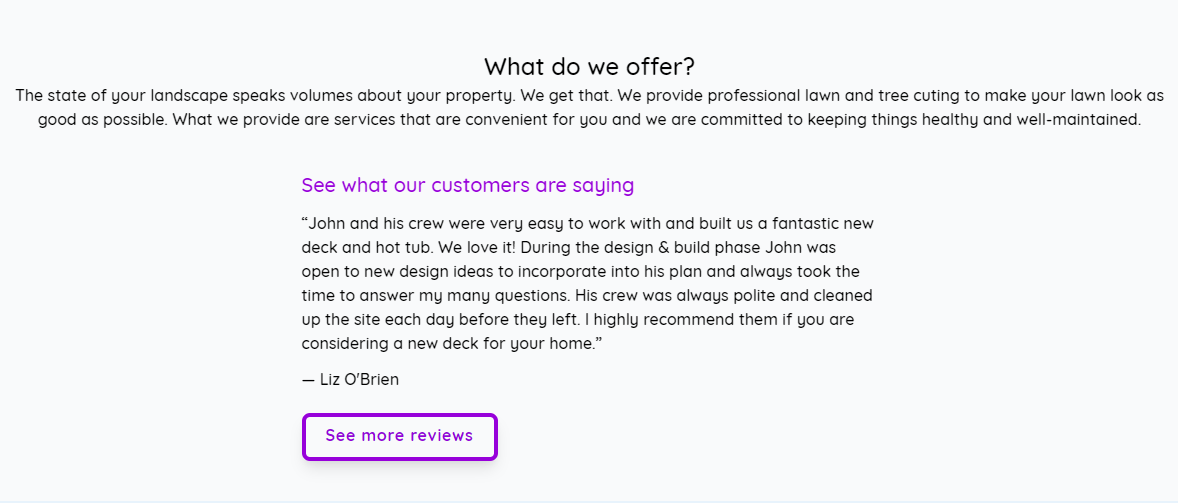 What do we offer?
The state of your landscape speaks volumes about your property. We get that. We provide professional lawn and tree cuting to make your lawn look as
good as possible. What we provide are services that are convenient for you and we are committed to keeping things healthy and well-maintained.
See what our customers are saying
“John and his crew were very easy to work with and built us a fantastic new
deck and hot tub. We love it! During the design & build phase John was
open to new design ideas to incorporate into his plan and always took the
time to answer my many questions. His crew was always polite and cleaned
up the site each day before they left. I highly recommend them if you are
considering a new deck for your home.”
— Liz O'Brien
See more reviews